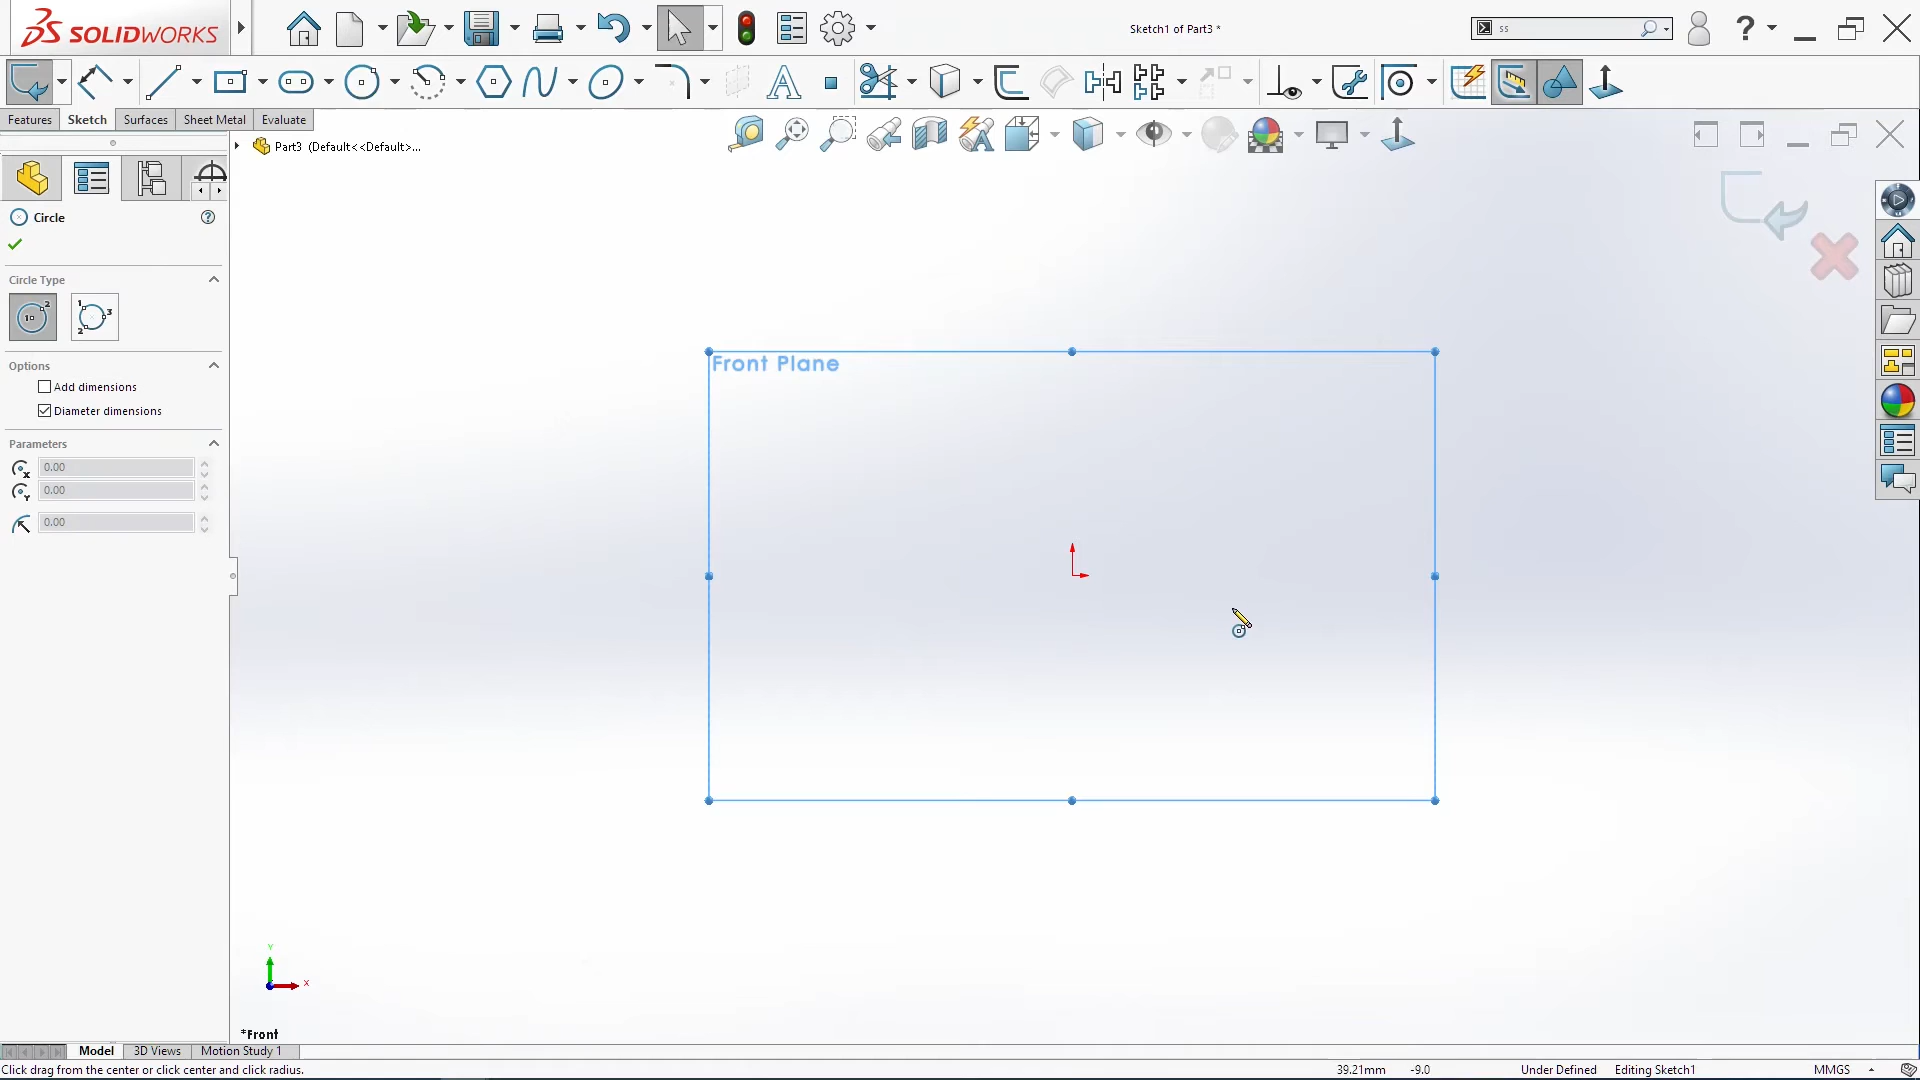 SOLIDWORKS
Sketch1 of Part3 *
ss
Features
Sketch
Surfaces
Sheet Metal
Evaluate
Part3 (Default<<Default>...
Circle
Circle Type
Options
Add dimensions
Diameter dimensions
Parameters
0.00
0.00
0.00
Front Plane
Y
X
*Front
Model
3D Views
Motion Study 1
Click drag from the center or click center and click radius.
39.21mm
-9.0
Under Defined
Editing Sketch1
MMGS